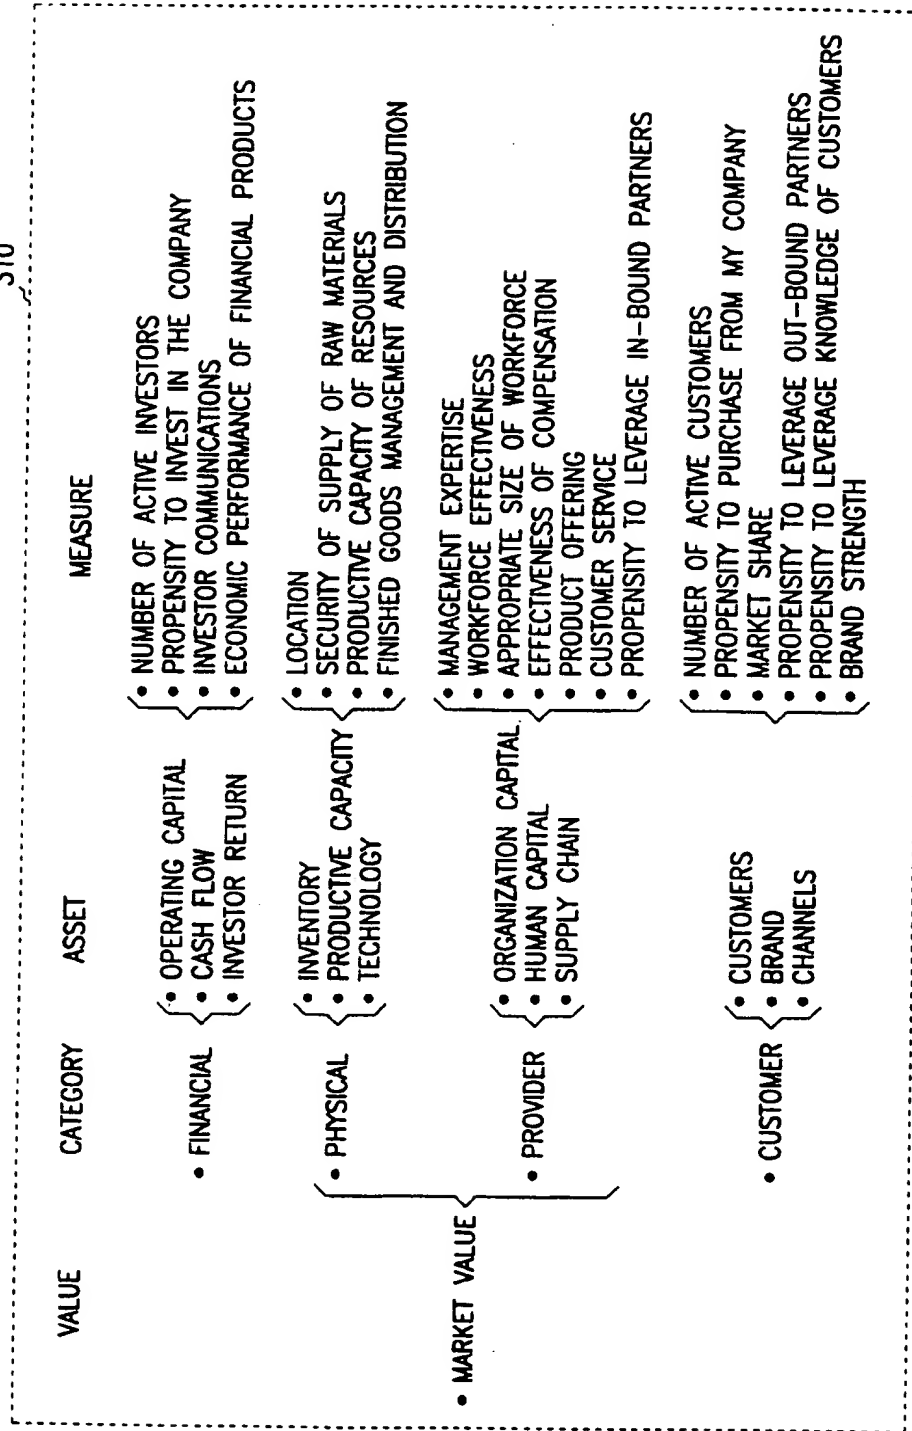 310
VALUE CATEGORY ASSET MEASURE
• MARKET VALUE
• FINANCIAL
• OPERATING CAPITAL
• CASH FLOW
• INVESTOR RETURN
• NUMBER OF ACTIVE INVESTORS
• PROPENSITY TO INVEST IN THE COMPANY
• INVESTOR COMMUNICATIONS
• ECONOMIC PERFORMANCE OF FINANCIAL PRODUCTS
• PHYSICAL
• INVENTORY
• PRODUCTIVE CAPACITY
• TECHNOLOGY
• LOCATION
• SECURITY OF SUPPLY OF RAW MATERIALS
• PRODUCTIVE CAPACITY OF RESOURCES
• FINISHED GOODS MANAGEMENT AND DISTRIBUTION
• PROVIDER
• ORGANIZATION CAPITAL
• HUMAN CAPITAL
• SUPPLY CHAIN
• MANAGEMENT EXPERTISE
• WORKFORCE EFFECTIVENESS
• APPROPRIATE SIZE OF WORKFORCE
• EFFECTIVENESS OF COMPENSATION
• PRODUCT OFFERING
• CUSTOMER SERVICE
• PROPENSITY TO LEVERAGE IN-BOUND PARTNERS
• CUSTOMER
• CUSTOMERS
• BRAND
• CHANNELS
• NUMBER OF ACTIVE CUSTOMERS
• PROPENSITY TO PURCHASE FROM MY COMPANY
• MARKET SHARE
• PROPENSITY TO LEVERAGE OUT-BOUND PARTNERS
• PROPENSITY TO LEVERAGE KNOWLEDGE OF CUSTOMERS
• BRAND STRENGTH